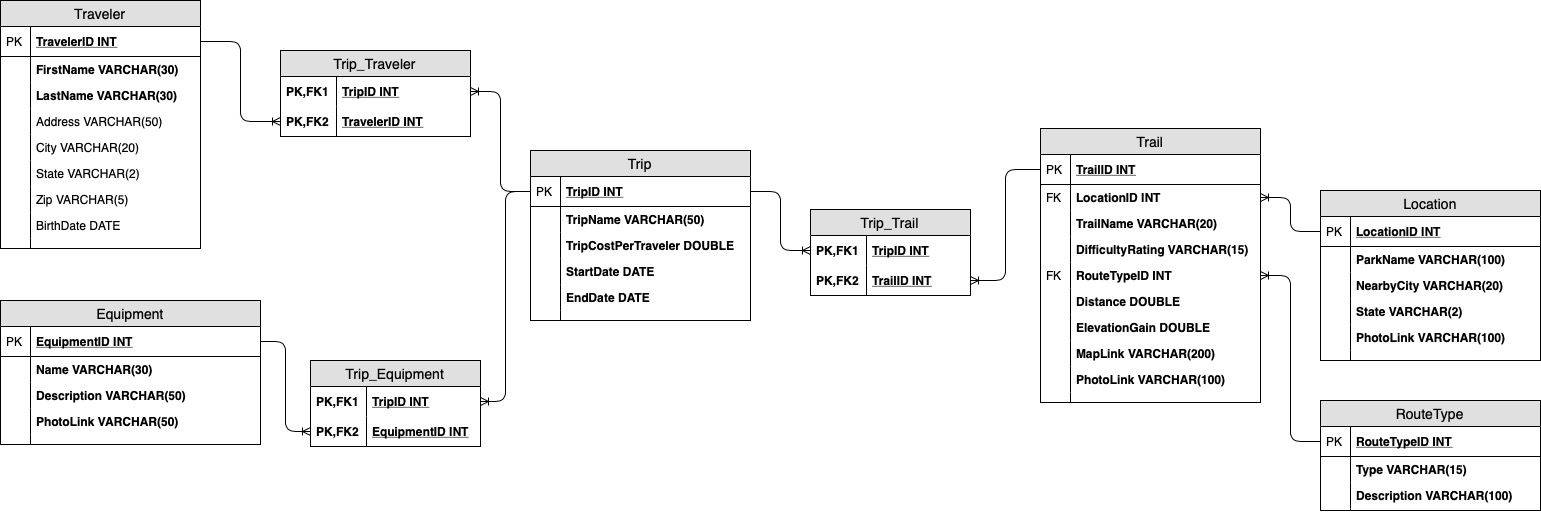 Traveler
PK TravelerID INT
FirstName VARCHAR(30)
LastName VARCHAR(30)
Address VARCHAR(50)
City VARCHAR(20)
State VARCHAR(2)
Zip VARCHAR(5)
BirthDate DATE
Trip_Traveler
PK,FK1 TripID INT
PK,FK2 TravelerID INT
Equipment
PK EquipmentID INT
Name VARCHAR(30)
Description VARCHAR(50)
PhotoLink VARCHAR(50)
Trip_Equipment
PK,FK1 TripID INT
PK,FK2 EquipmentID INT
Trip
PK TripID INT
TripName VARCHAR(50)
TripCostPerTraveler DOUBLE
StartDate DATE
EndDate DATE
Trip_Trail
PK,FK1 TripID INT
PK,FK2 TrailID INT
Trail
PK TrailID INT
FK LocationID INT
TrailName VARCHAR(20)
DifficultyRating VARCHAR(15)
FK RouteTypeID INT
Distance DOUBLE
ElevationGain DOUBLE
MapLink VARCHAR(200)
PhotoLink VARCHAR(100)
Location
PK LocationID INT
ParkName VARCHAR(100)
NearbyCity VARCHAR(20)
State VARCHAR(2)
PhotoLink VARCHAR(100)
RouteType
PK RouteTypeID INT
Type VARCHAR(15)
Description VARCHAR(100)